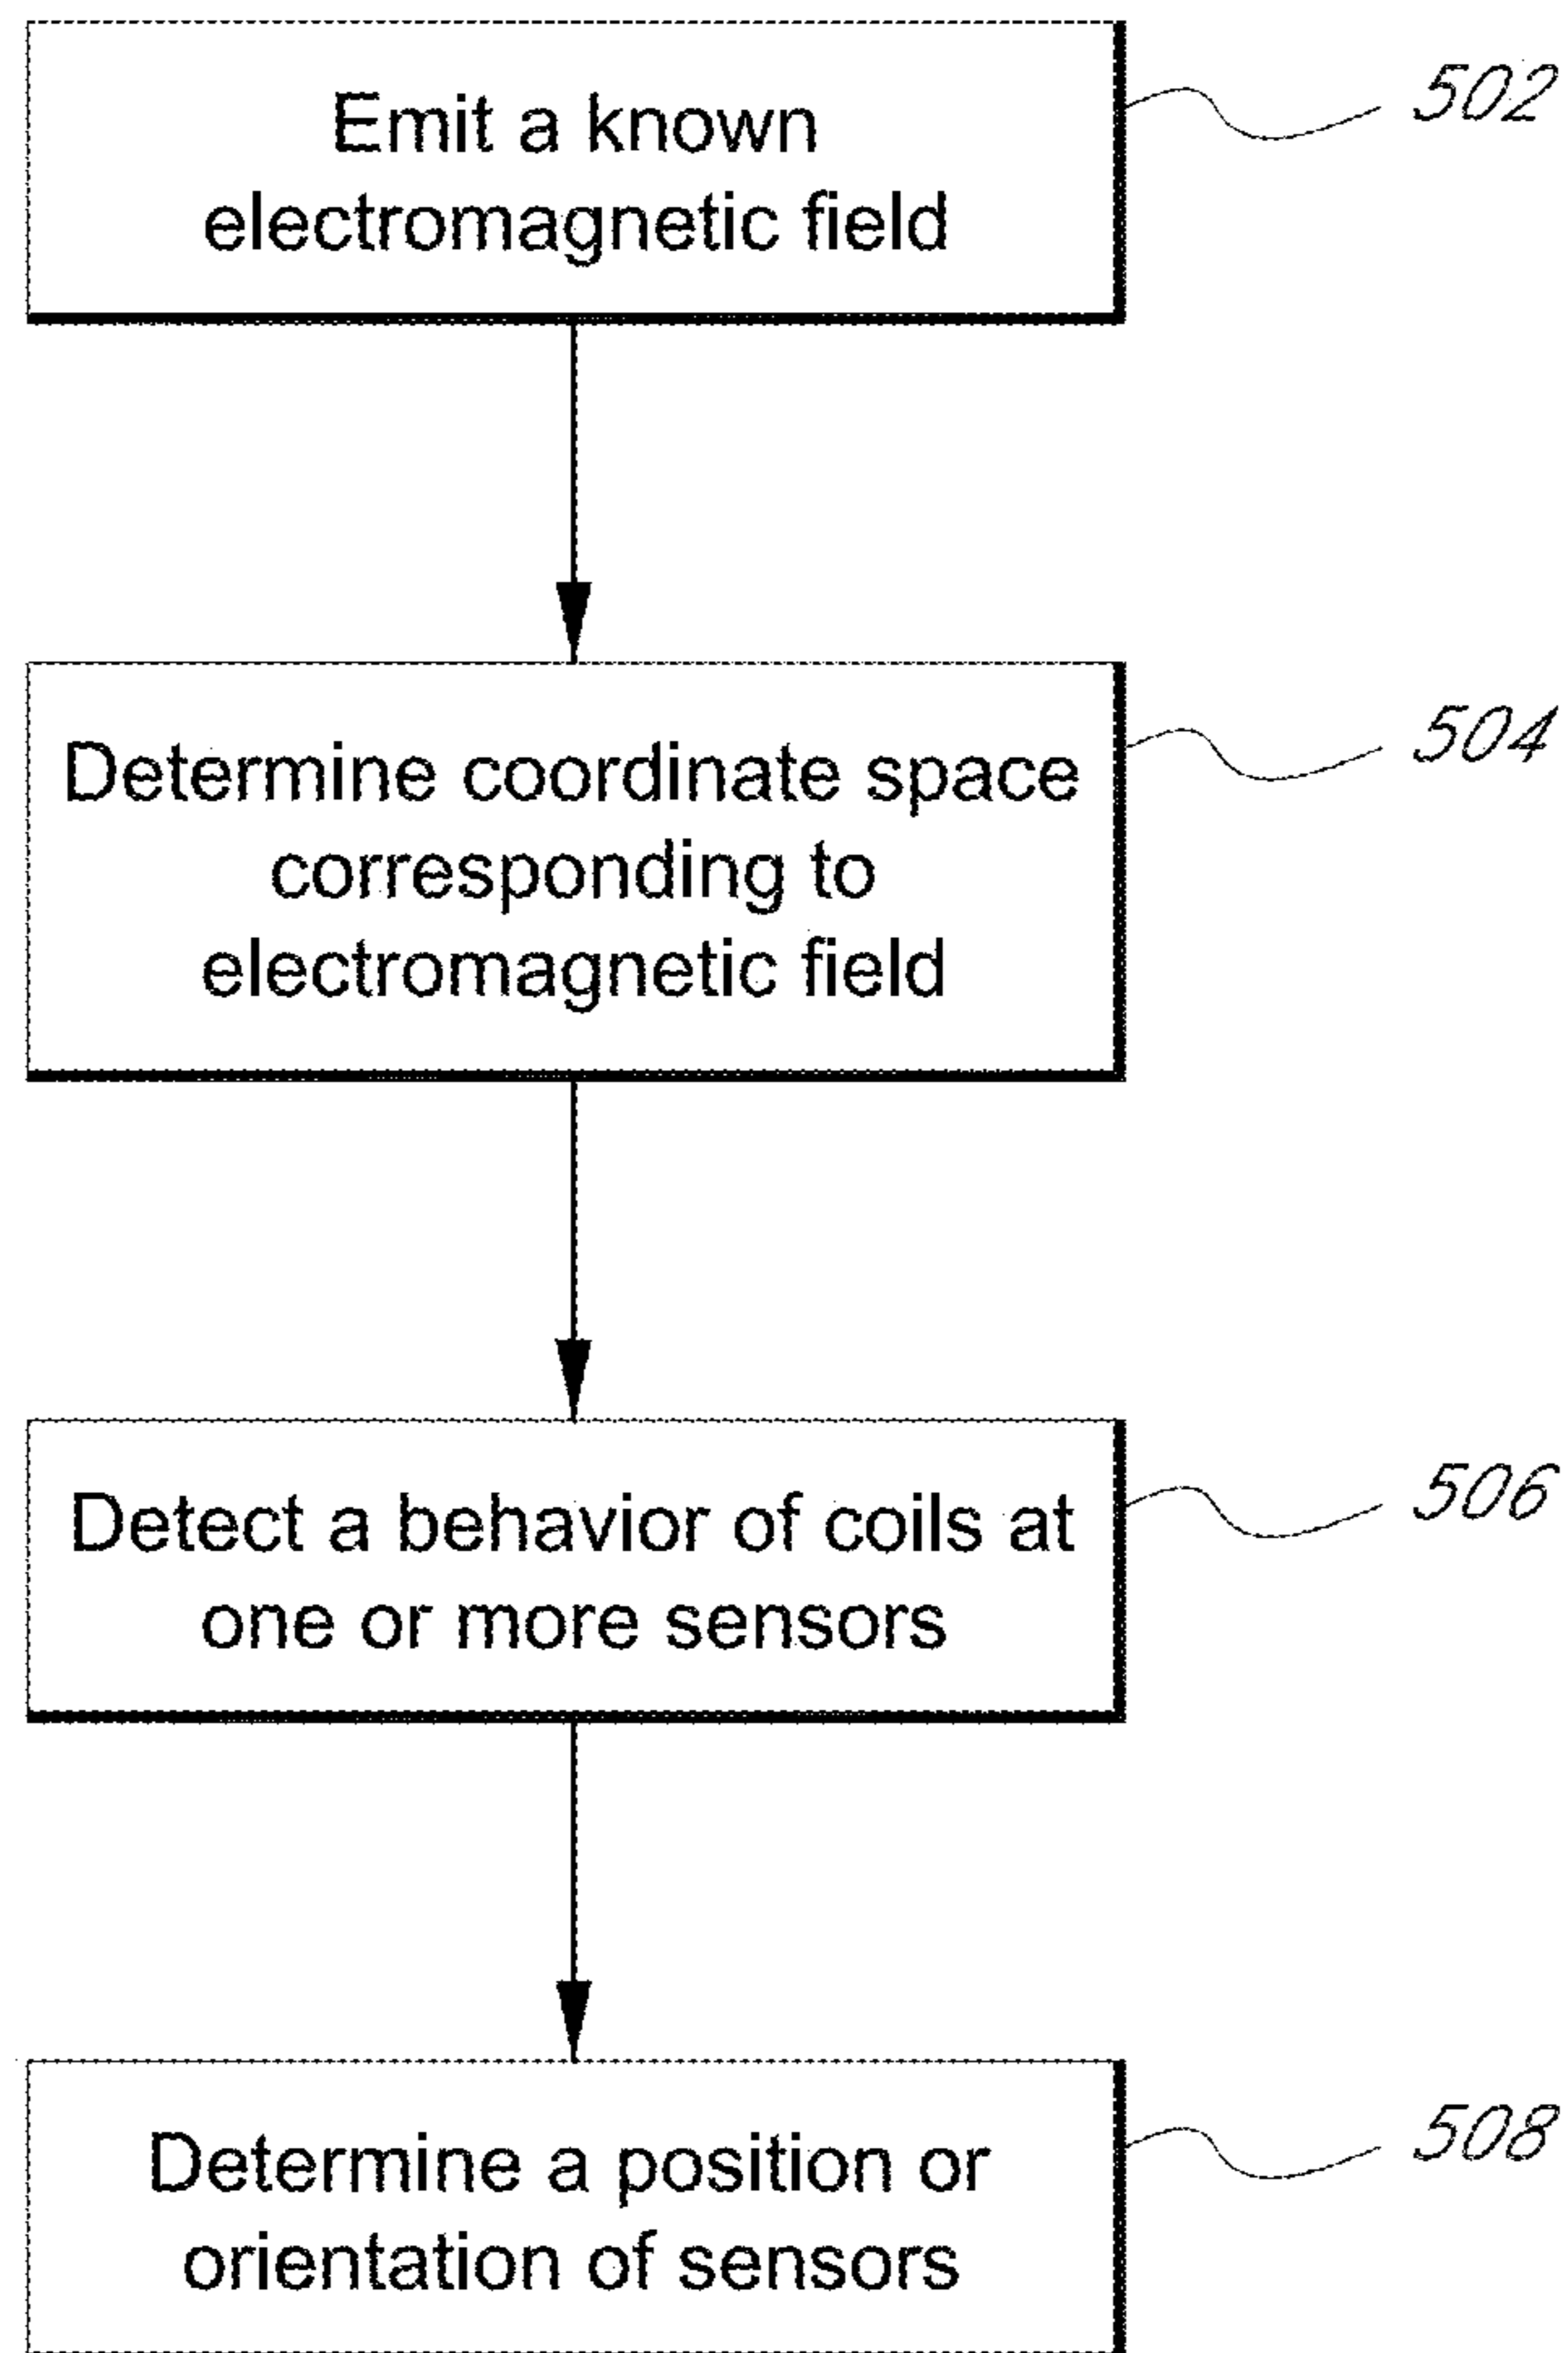 Emit a known
electromagnetic field
502
Determine coordinate space
corresponding to
electromagnetic field
504
Detect a behavior of coils at
one or more sensors
506
Determine a position or
orientation of sensors
508